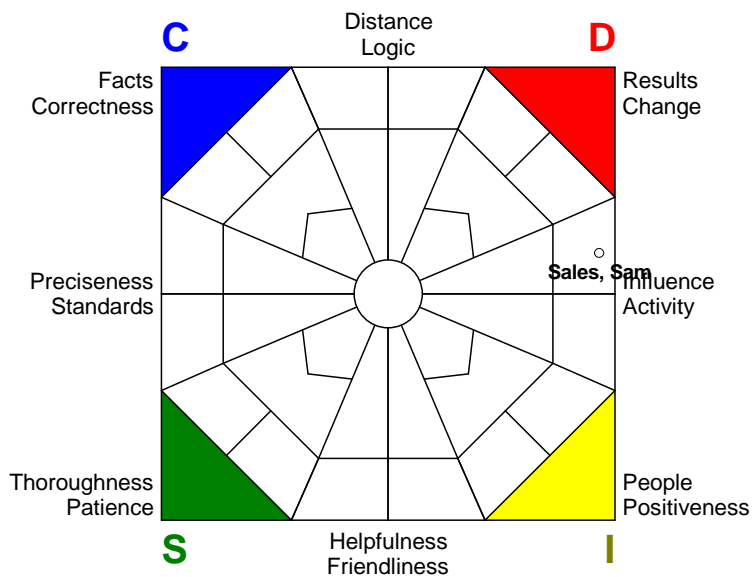 C
Distance
Logic
D
Facts
Correctness
Results
Change
Sales, Sam
Preciseness
Standards
Influence
Activity
Thoroughness
Patience
People
Positiveness
S
Helpfulness
Friendliness
I